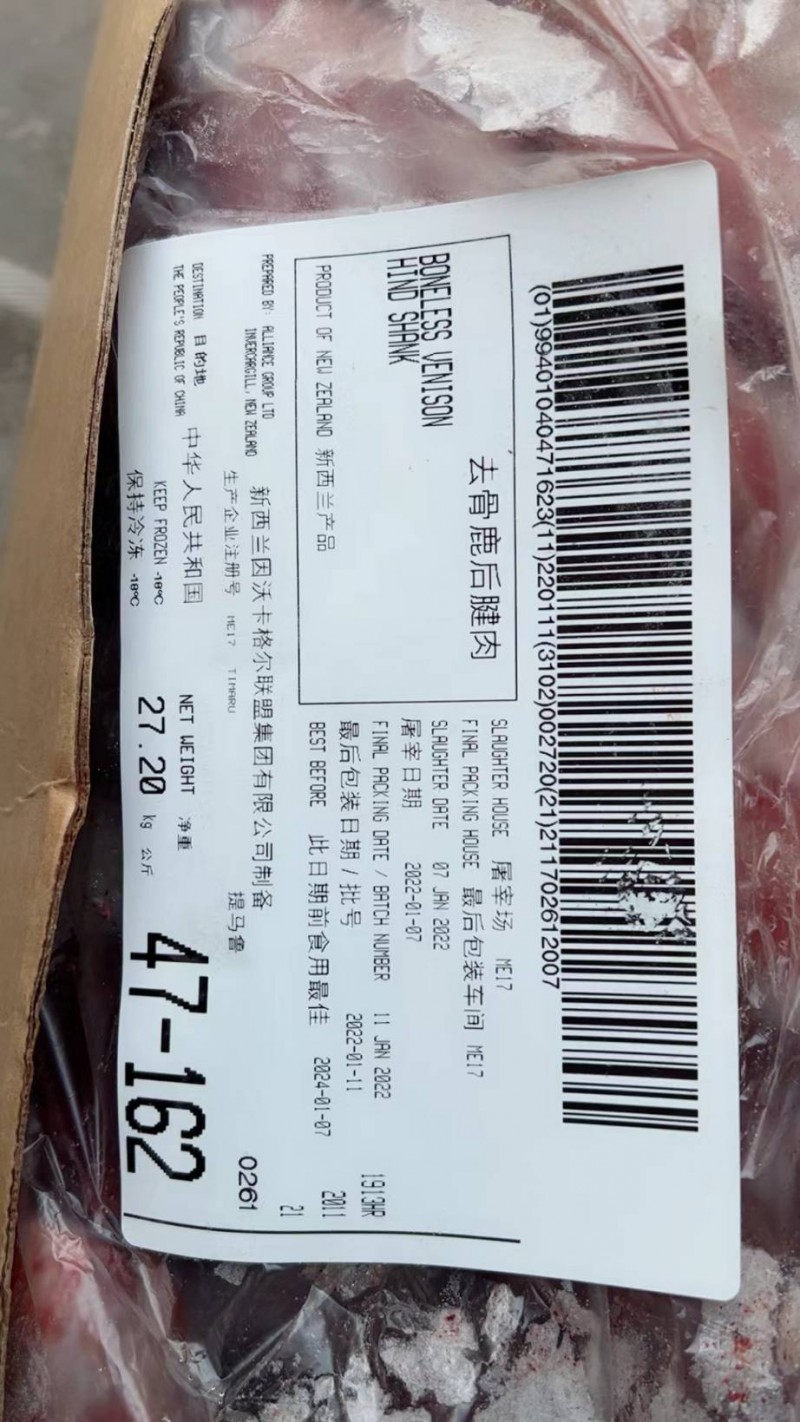 (01)99401040471623(11)220111(3102)002720(21)211702612007
去骨鹿后腱肉
BONELESS VENISON
HIND SHANK
PRODUCT OF NEW ZEALAND 新西兰产品
SLAUGHTER HOUSE 屠宰场 ME17
FINAL PACKING HOUSE 最后包装车间 ME17
SLAUGHTER DATE 07 JAN 2022
屠宰日期 2022-01-07
FINAL PACKING DATE / BATCH NUMBER 11 JAN 2022
最后包装日期 / 批号 2022-01-11
BEST BEFORE 此日期前食用最佳 2024-01-07
1913HR
2011
21
0261
PREPARED BY: ALLIANCE GROUP LTD
INVERCARGILL, NEW ZEALAND
新西兰因沃卡格尔联盟集团有限公司制备
生产企业注册号 ME17 TIMARU 提马鲁
DESTINATION 目的地
THE PEOPLE'S REPUBLIC OF CHINA
中华人民共和国
KEEP FROZEN -18°C
保持冷冻 -18°C
NET WEIGHT 净重
27.20 kg 公斤
47-162